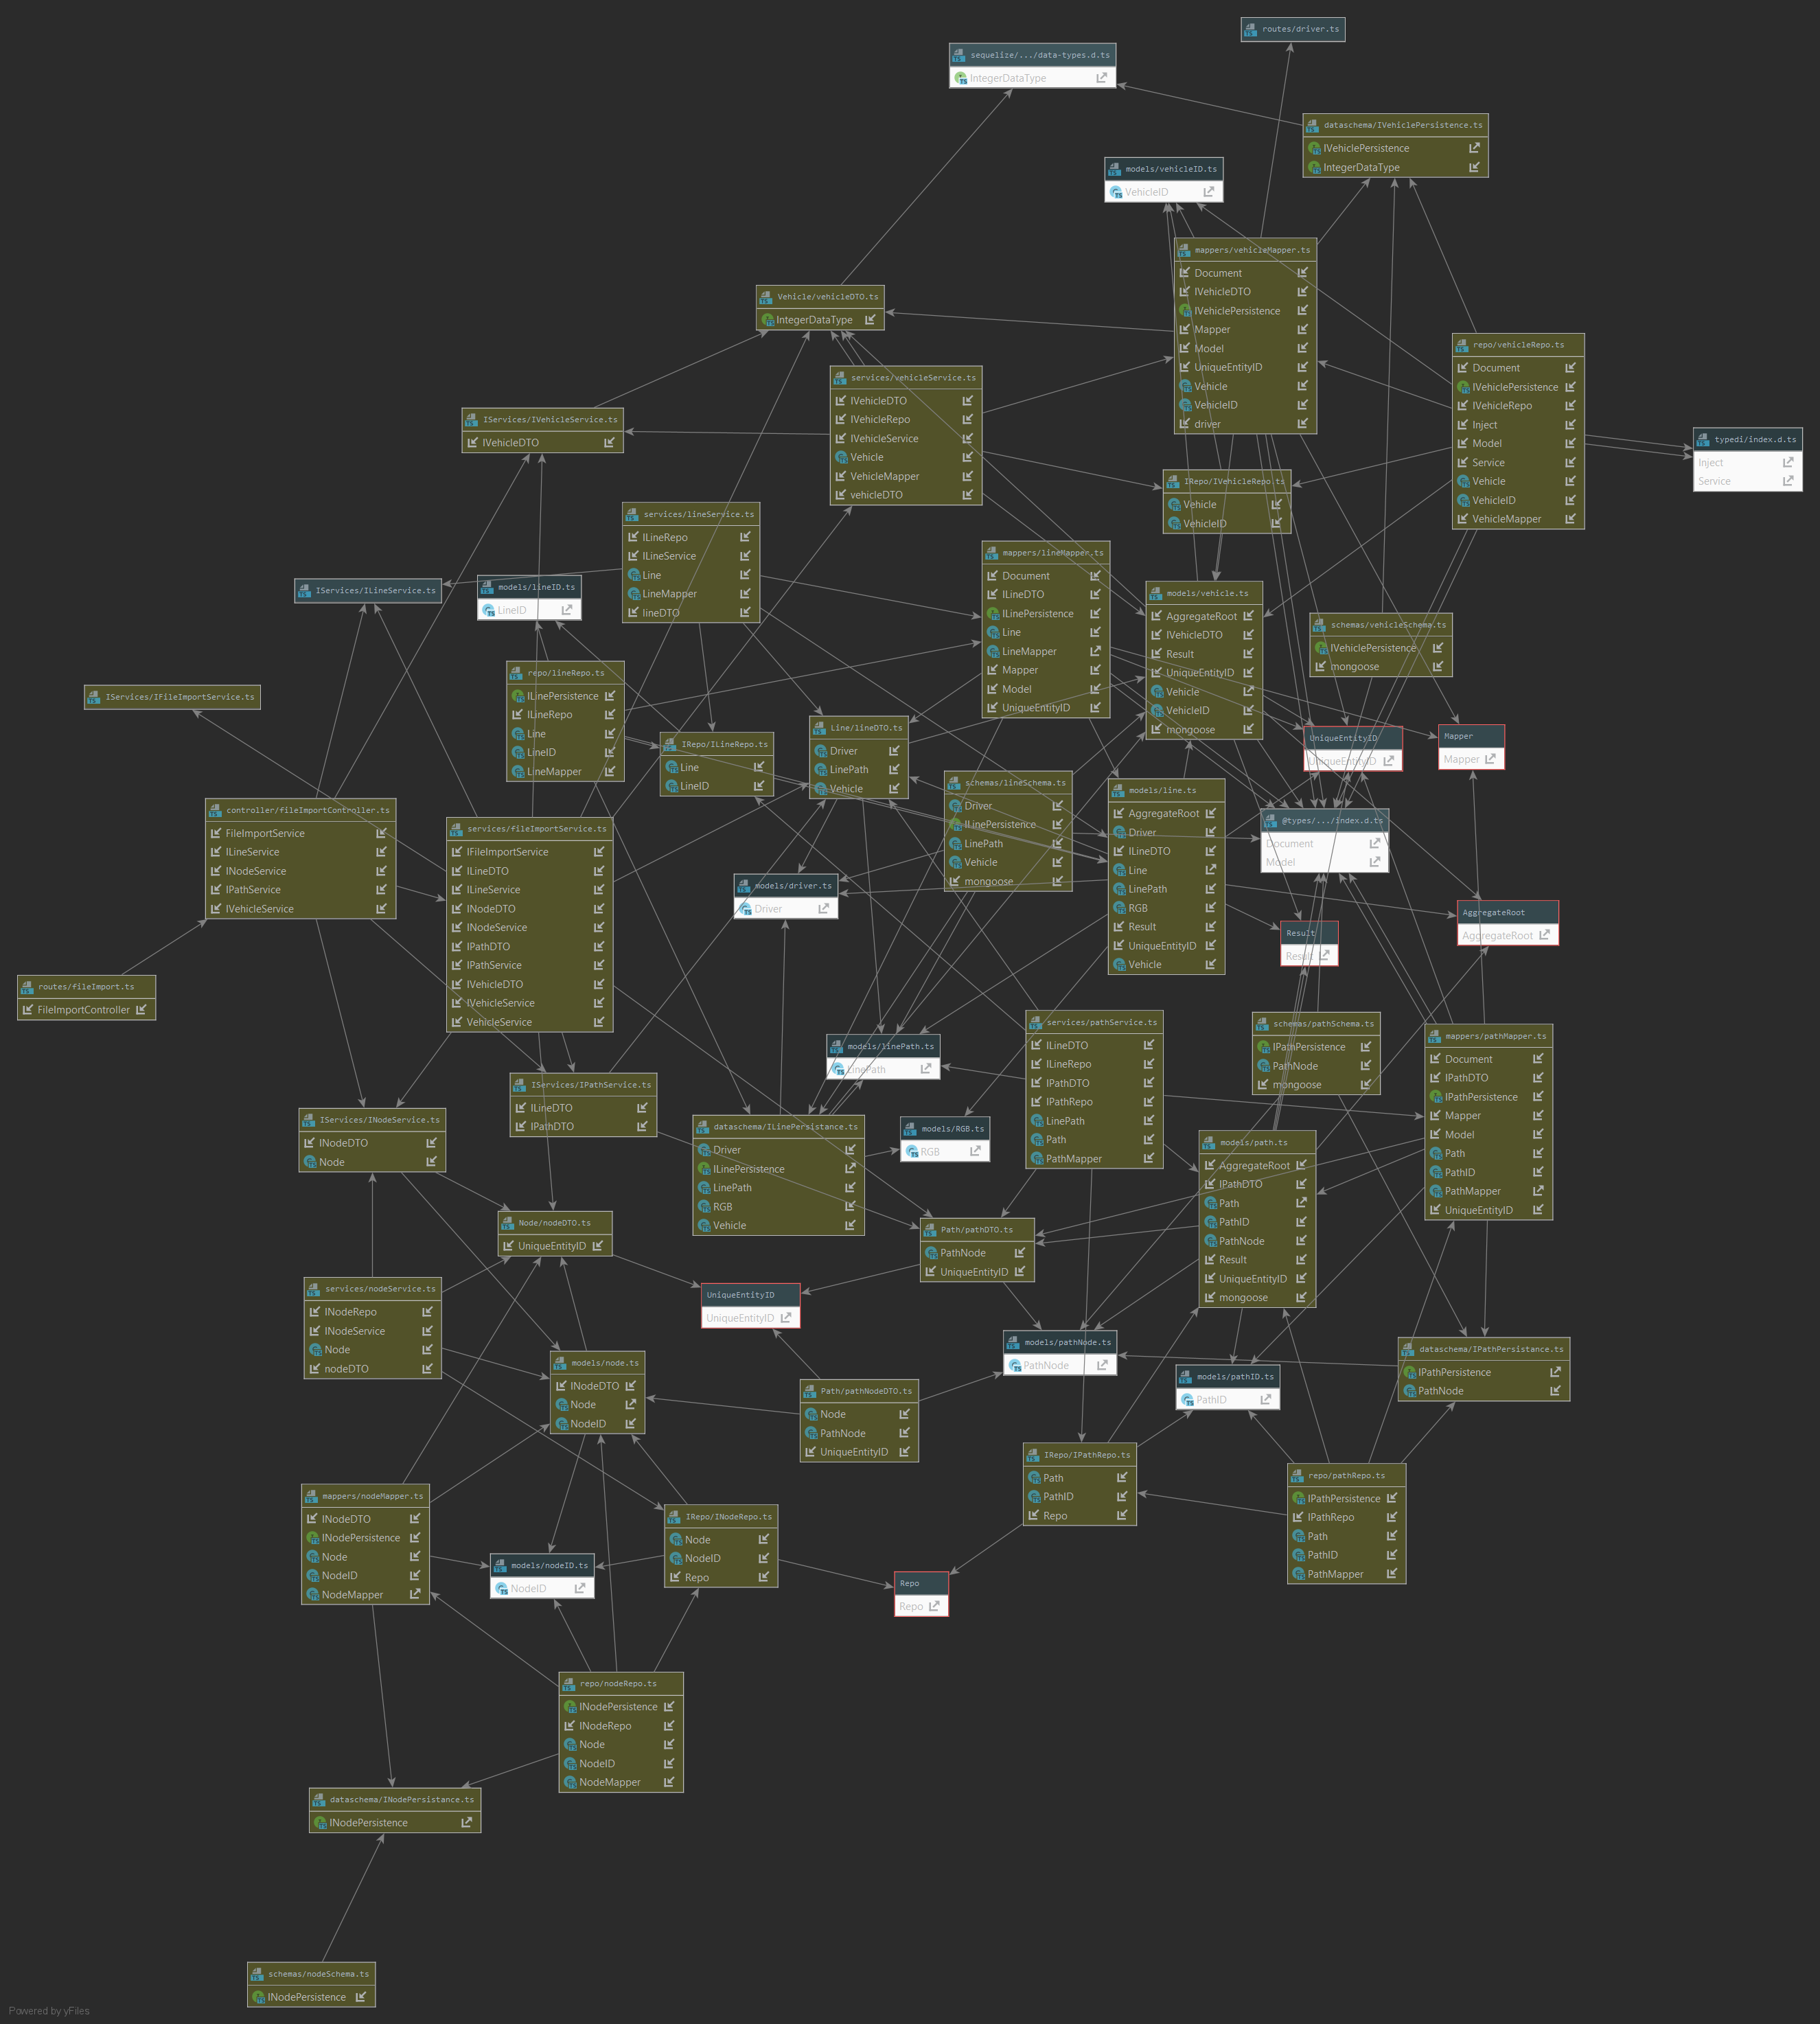 routes/driver.ts
sequelize/.../data-types.d.ts
IntegerDataType
dataschema/IVehiclePersistence.ts
IVehiclePersistence
IntegerDataType
models/vehicleID.ts
VehicleID
mappers/vehicleMapper.ts
Document
IVehicleDTO
IVehiclePersistence
Mapper
Model
UniqueEntityID
Vehicle
VehicleID
driver
Vehicle/vehicleDTO.ts
IntegerDataType
repo/vehicleRepo.ts
Document
IVehiclePersistence
IVehicleRepo
Inject
Model
Service
Vehicle
VehicleID
VehicleMapper
services/vehicleService.ts
IVehicleDTO
IVehicleRepo
IVehicleService
Vehicle
VehicleMapper
vehicleDTO
IServices/IVehicleService.ts
IVehicleDTO
typedi/index.d.ts
Inject
Service
IRepo/IVehicleRepo.ts
Vehicle
VehicleID
services/lineService.ts
ILineRepo
ILineService
Line
LineMapper
lineDTO
mappers/lineMapper.ts
Document
ILineDTO
ILinePersistence
Line
LineMapper
Mapper
Model
UniqueEntityID
IServices/ILineService.ts
models/lineID.ts
LineID
models/vehicle.ts
AggregateRoot
IVehicleDTO
Result
UniqueEntityID
Vehicle
VehicleID
mongoose
schemas/vehicleSchema.ts
IVehiclePersistence
mongoose
repo/lineRepo.ts
ILinePersistence
ILineRepo
Line
LineID
LineMapper
IServices/IFileImportService.ts
Line/lineDTO.ts
Driver
LinePath
Vehicle
IRepo/ILineRepo.ts
Line
LineID
UniqueEntityID
UniqueEntityID
Mapper
Mapper
schemas/lineSchema.ts
Driver
ILinePersistence
LinePath
Vehicle
mongoose
models/line.ts
AggregateRoot
Driver
ILineDTO
Line
LinePath
RGB
Result
UniqueEntityID
Vehicle
controller/fileImportController.ts
FileImportService
ILineService
INodeService
IPathService
IVehicleService
@types/.../index.d.ts
Document
Model
services/fileImportService.ts
IFileImportService
ILineDTO
ILineService
INodeDTO
INodeService
IPathDTO
IPathService
IVehicleDTO
IVehicleService
VehicleService
models/driver.ts
Driver
AggregateRoot
AggregateRoot
Result
Result
routes/fileImport.ts
FileImportController
services/pathService.ts
ILineDTO
ILineRepo
IPathDTO
IPathRepo
LinePath
Path
PathMapper
schemas/pathSchema.ts
IPathPersistence
PathNode
mongoose
mappers/pathMapper.ts
Document
IPathDTO
IPathPersistence
Mapper
Model
Path
PathID
PathMapper
UniqueEntityID
models/linePath.ts
LinePath
IServices/IPathService.ts
ILineDTO
IPathDTO
IServices/INodeService.ts
INodeDTO
Node
dataschema/ILinePersistance.ts
Driver
ILinePersistence
LinePath
RGB
Vehicle
models/RGB.ts
RGB
models/path.ts
AggregateRoot
IPathDTO
Path
PathID
PathNode
Result
UniqueEntityID
mongoose
Node/nodeDTO.ts
UniqueEntityID
Path/pathDTO.ts
PathNode
UniqueEntityID
services/nodeService.ts
INodeRepo
INodeService
Node
nodeDTO
UniqueEntityID
UniqueEntityID
models/pathNode.ts
PathNode
dataschema/IPathPersistance.ts
IPathPersistence
PathNode
models/node.ts
INodeDTO
Node
NodeID
models/pathID.ts
PathID
Path/pathNodeDTO.ts
Node
PathNode
UniqueEntityID
IRepo/IPathRepo.ts
Path
PathID
Repo
repo/pathRepo.ts
IPathPersistence
IPathRepo
Path
PathID
PathMapper
mappers/nodeMapper.ts
INodeDTO
INodePersistence
Node
NodeID
NodeMapper
IRepo/INodeRepo.ts
Node
NodeID
Repo
models/nodeID.ts
NodeID
Repo
Repo
repo/nodeRepo.ts
INodePersistence
INodeRepo
Node
NodeID
NodeMapper
dataschema/INodePersistance.ts
INodePersistence
schemas/nodeSchema.ts
INodePersistence
Powered by yFiles